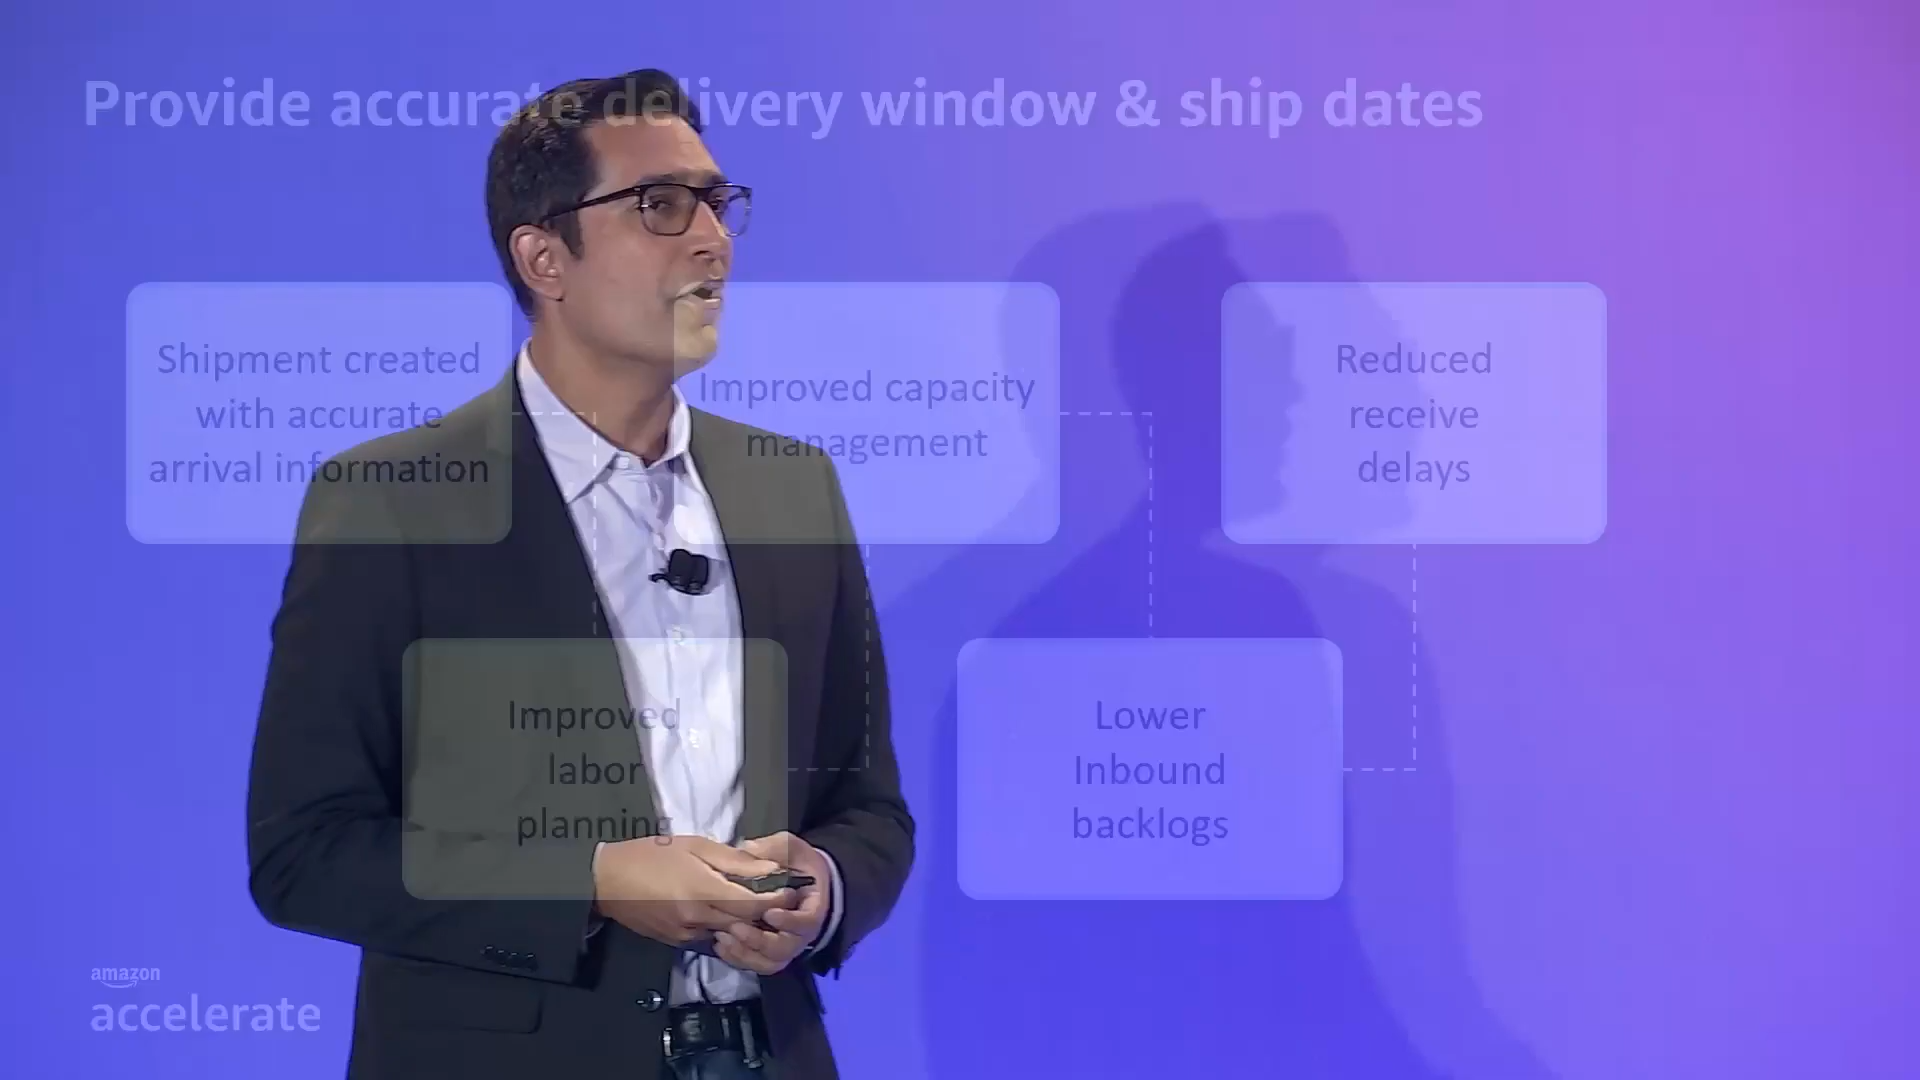 Provide accurate delivery window & ship dates
Shipment created
with accurate
arrival information
Improved capacity
management
Reduced
receive
delays
Improved
labor
planning
Lower
Inbound
backlogs
amazon
accelerate